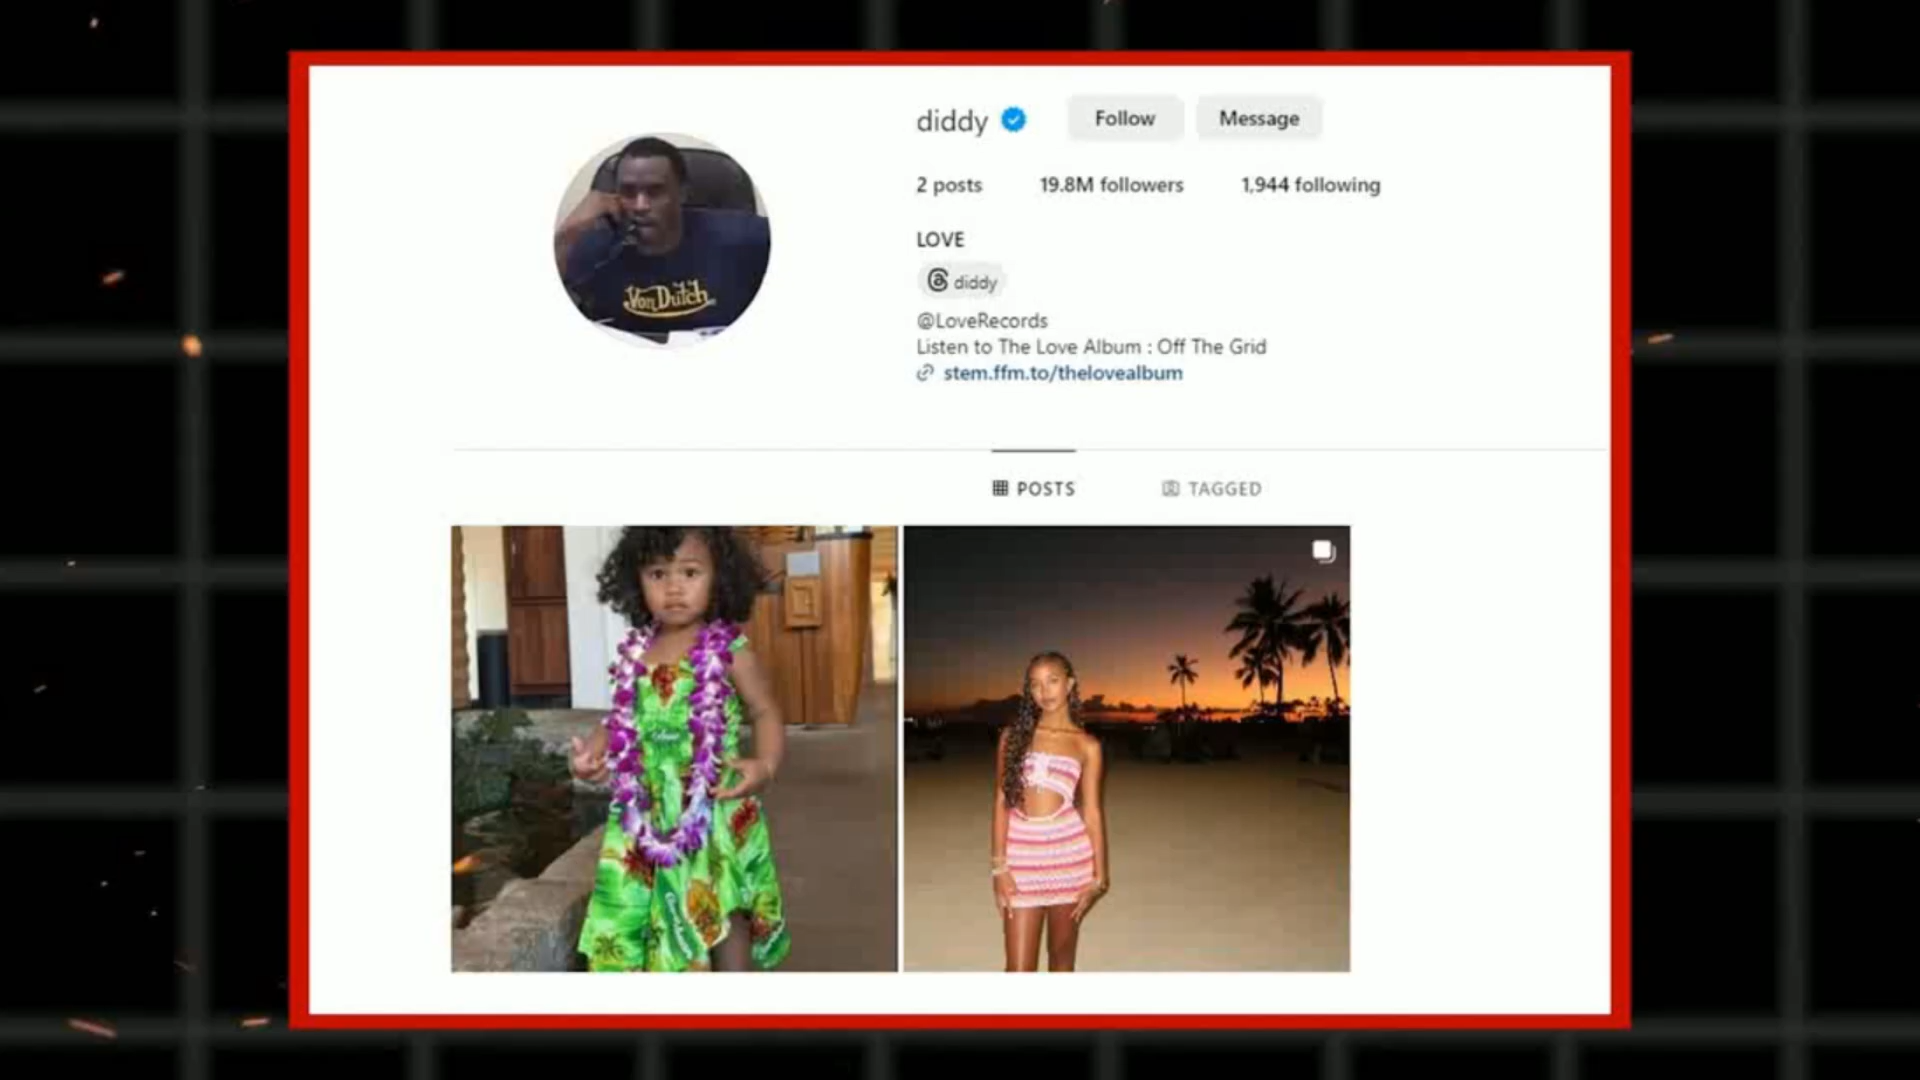 diddy
Follow
Message
2 posts
19.8M followers
1,944 following
LOVE
diddy
@LoveRecords
Listen to The Love Album : Off The Grid
stem.ffm.to/thelovealbum
Von Dutch
POSTS
TAGGED